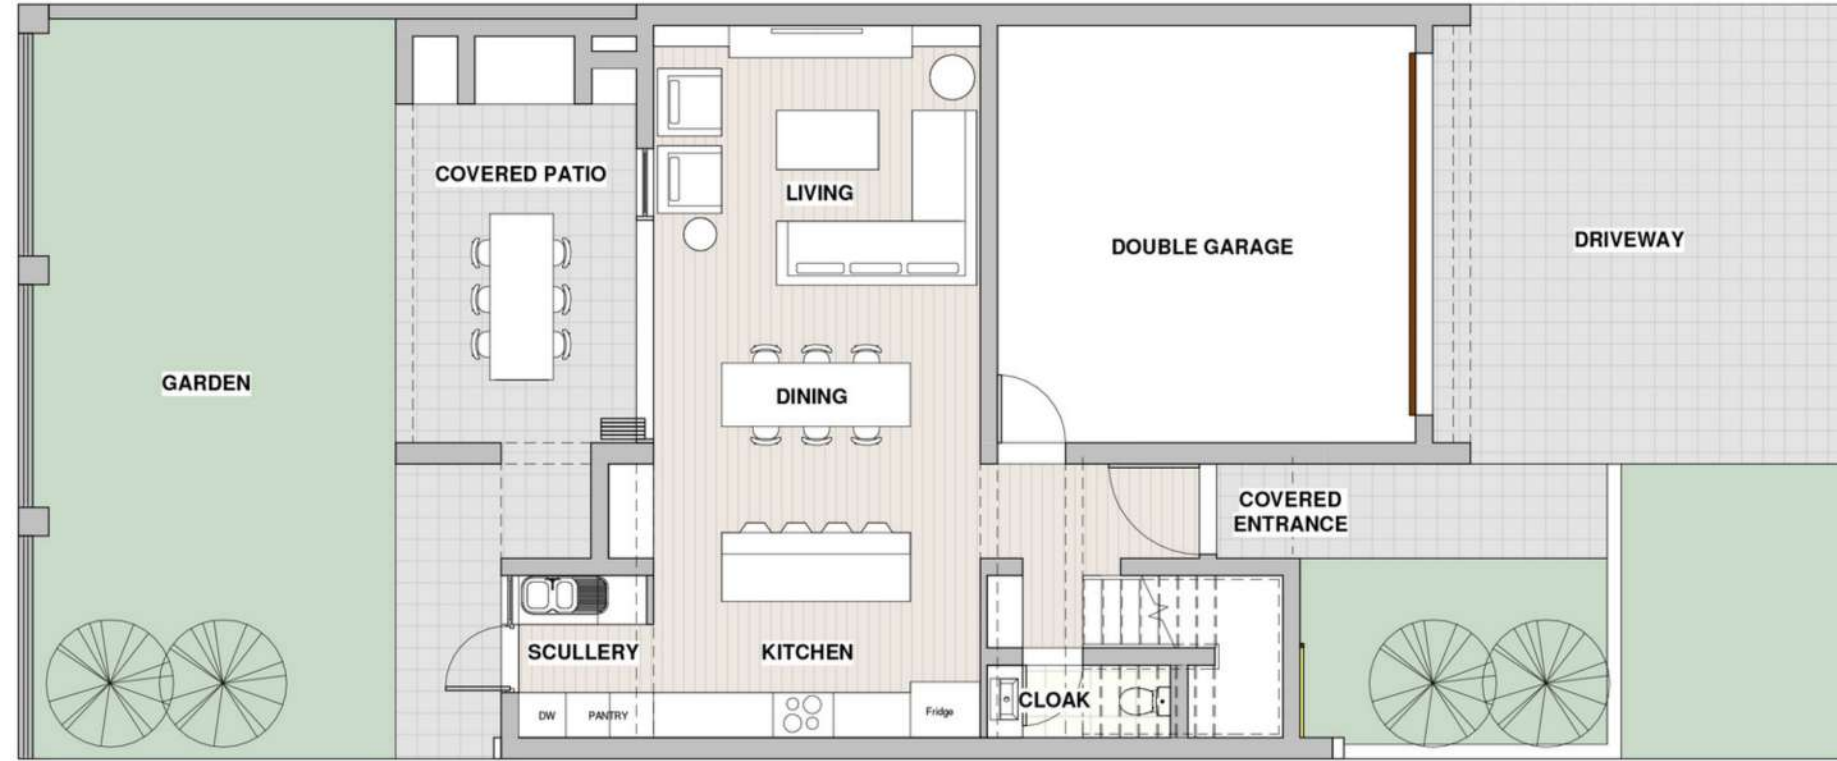 COVERED PATIO
LIVING
DOUBLE GARAGE
DRIVEWAY
GARDEN
DINING
COVERED
ENTRANCE
SCULLERY
KITCHEN
CLOAK
DW
PANTRY
Fridge